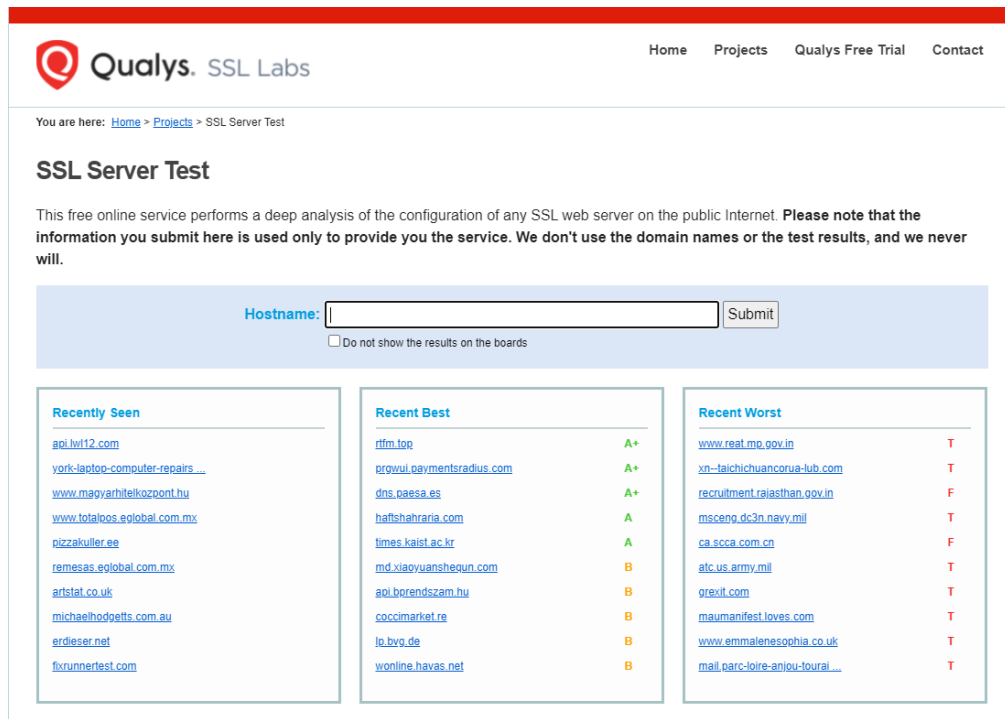 Qualys. SSL Labs
Home Projects Qualys Free Trial Contact
You are here: Home > Projects > SSL Server Test
SSL Server Test
This free online service performs a deep analysis of the configuration of any SSL web server on the public Internet. Please note that the
information you submit here is used only to provide you the service. We don't use the domain names or the test results, and we never
will.
Hostname: Submit
Do not show the results on the boards
Recently Seen
api.lwl12.com
york-laptop-computer-repairs ...
www.magyarhitelkozpont.hu
www.totalpos.eglobal.com.mx
pizzakuller.ee
remesas.eglobal.com.mx
artstat.co.uk
michaelhodgetts.com.au
erdieser.net
fixrunnertest.com
Recent Best
rtfm.top A+
prgwui.paymentsradius.com A+
dns.paesa.es A+
haftshahraria.com A
times.kaist.ac.kr A
md.xiaoyuanshequn.com B
api.bprendszam.hu B
coccimarket.re B
lp.bvg.de B
wonline.havas.net B
Recent Worst
www.reat.mp.gov.in T
xn--taichichuancorua-lub.com T
recruitment.rajasthan.gov.in F
msceng.dc3n.navy.mil T
ca.scca.com.cn F
atc.us.army.mil T
grexit.com T
maumanifest.loves.com T
www.emmalenesophia.co.uk T
mail.parc-loire-anjou-tourai ... T